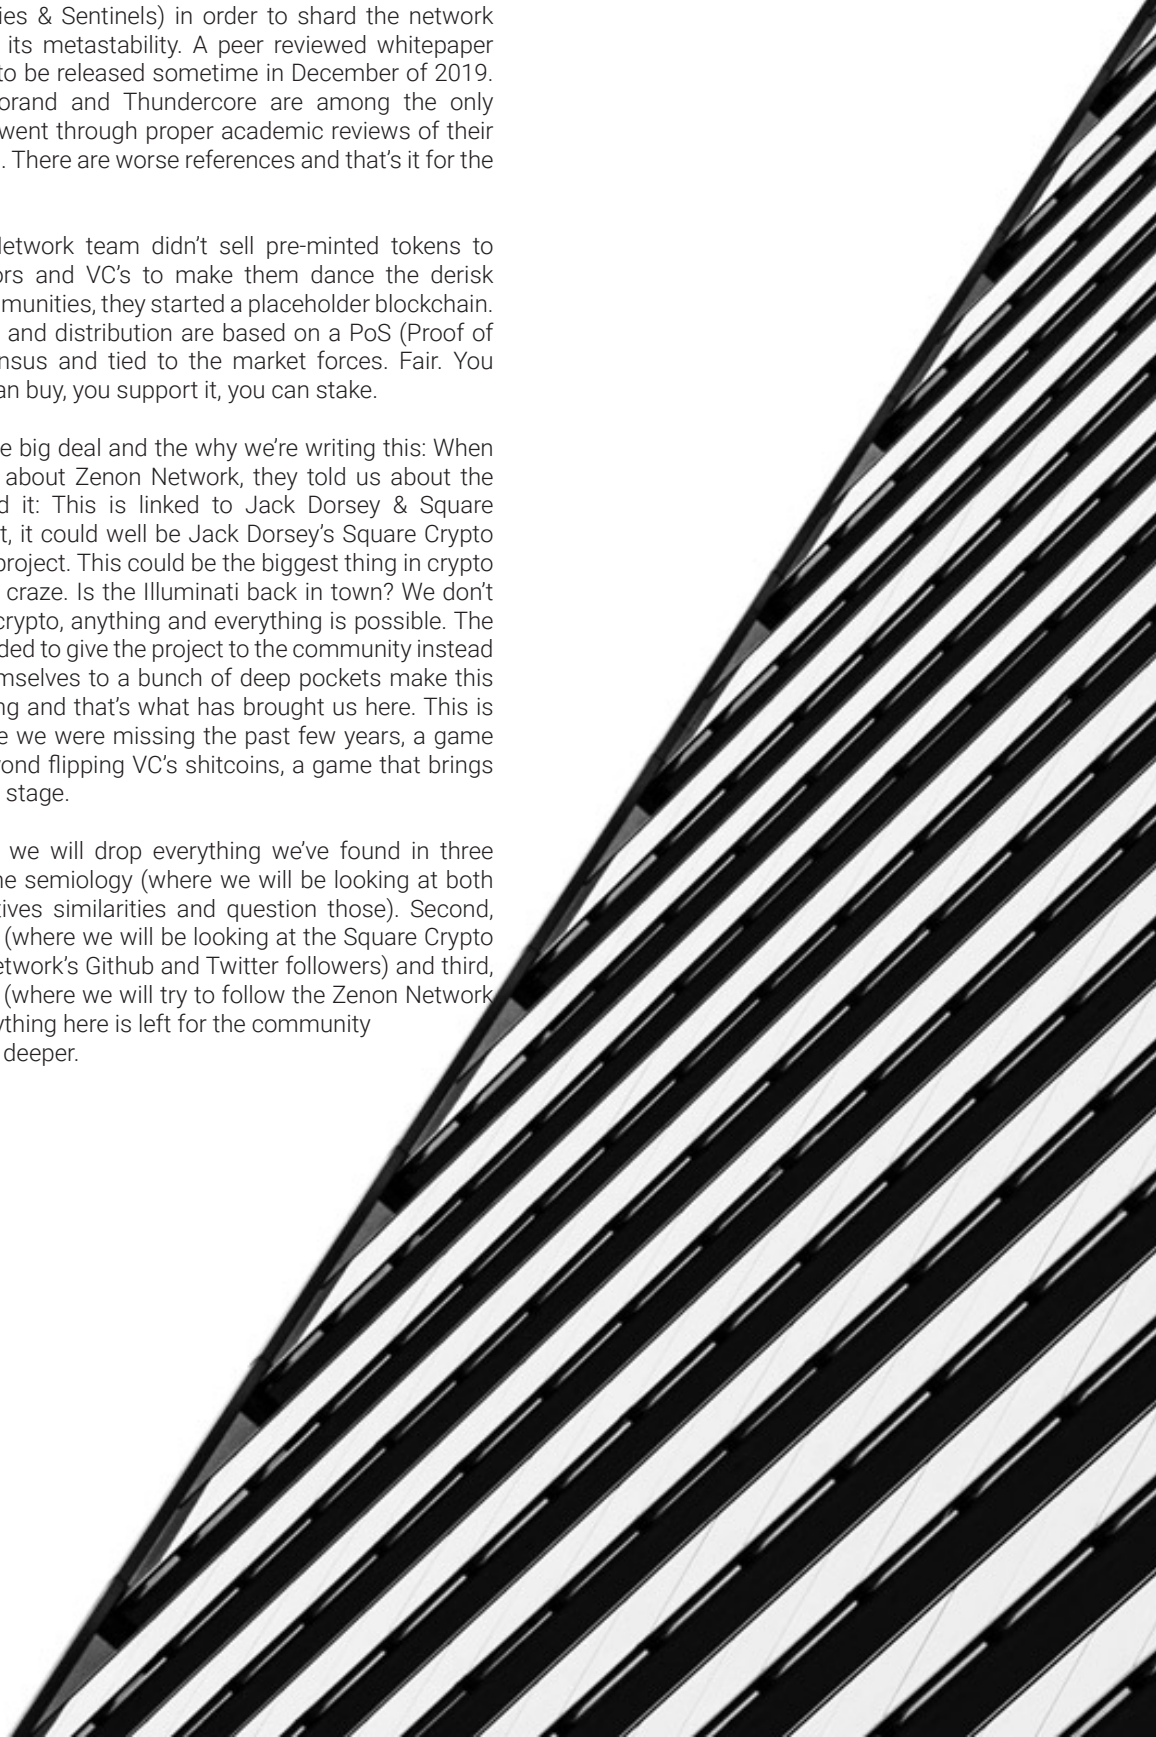 ies & Sentinels) in order to shard the network
its metastability. A peer reviewed whitepaper
to be released sometime in December of 2019.
orand and Thundercore are among the only
went through proper academic reviews of their
. There are worse references and that's it for the
Network team didn't sell pre-minted tokens to
ors and VC's to make them dance the derisk
mmunities, they started a placeholder blockchain.
and distribution are based on a PoS (Proof of
nsus and tied to the market forces. Fair. You
an buy, you support it, you can stake.
e big deal and the why we're writing this: When
about Zenon Network, they told us about the
d it: This is linked to Jack Dorsey & Square
t, it could well be Jack Dorsey's Square Crypto
project. This could be the biggest thing in crypto
craze. Is the Illuminati back in town? We don't
crypto, anything and everything is possible. The
ded to give the project to the community instead
mselves to a bunch of deep pockets make this
ng and that's what has brought us here. This is
e we were missing the past few years, a game
ond flipping VC's shitcoins, a game that brings
stage.
we will drop everything we've found in three
he semiology (where we will be looking at both
tives similarities and question those). Second,
(where we will be looking at the Square Crypto
etwork's Github and Twitter followers) and third,
(where we will try to follow the Zenon Network
ything here is left for the community
deeper.